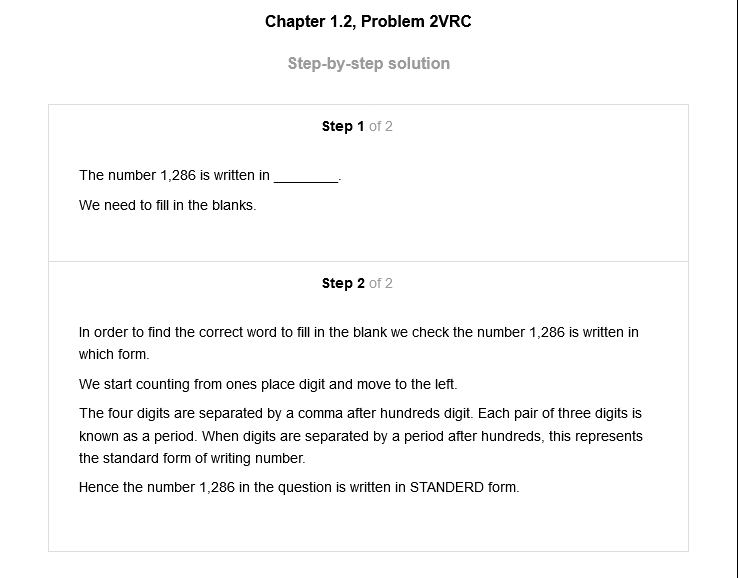 Chapter 1.2, Problem 2VRC
Step-by-step solution
Step 1 of 2
The number 1,286 is written in ________.
We need to fill in the blanks.
Step 2 of 2
In order to find the correct word to fill in the blank we check the number 1,286 is written in
which form.
We start counting from ones place digit and move to the left.
The four digits are separated by a comma after hundreds digit. Each pair of three digits is
known as a period. When digits are separated by a period after hundreds, this represents
the standard form of writing number.
Hence the number 1,286 in the question is written in STANDERD form.